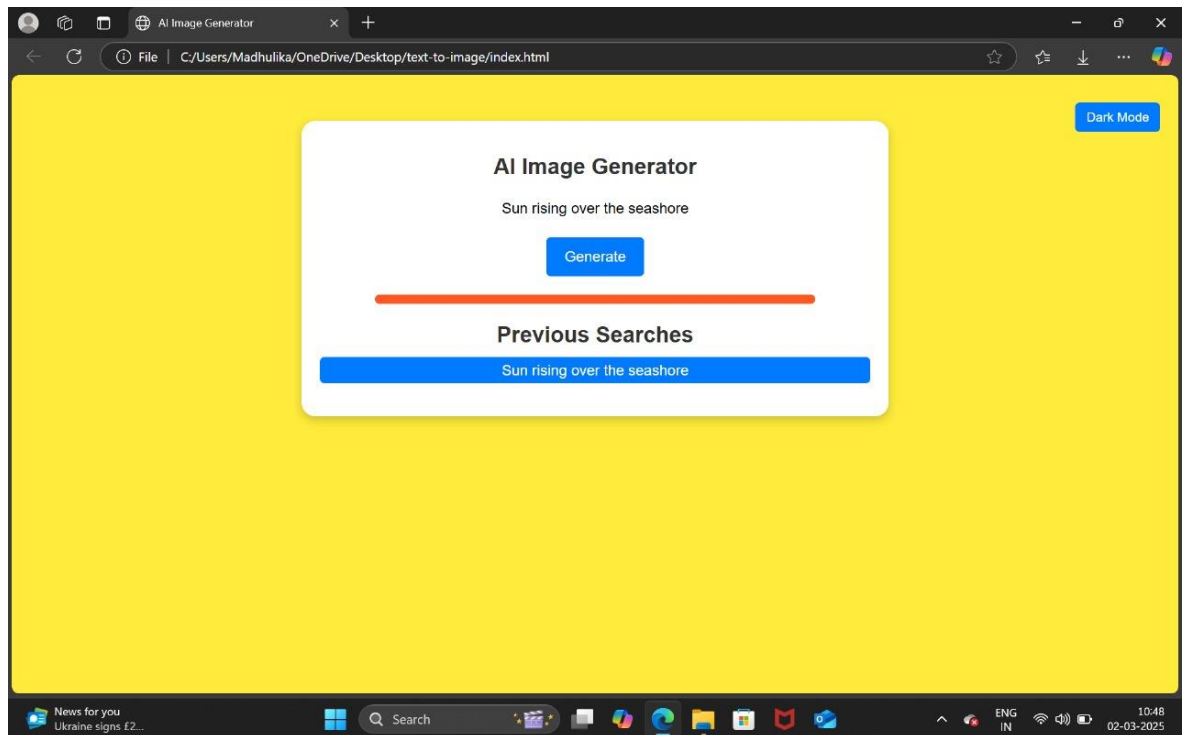 AI Image Generator
File | C:/Users/Madhulika/OneDrive/Desktop/text-to-image/index.html
Dark Mode
AI Image Generator
Sun rising over the seashore
Generate
Previous Searches
Sun rising over the seashore
News for you
Ukraine signs £2...
Search
ENG
IN
10:48
02-03-2025